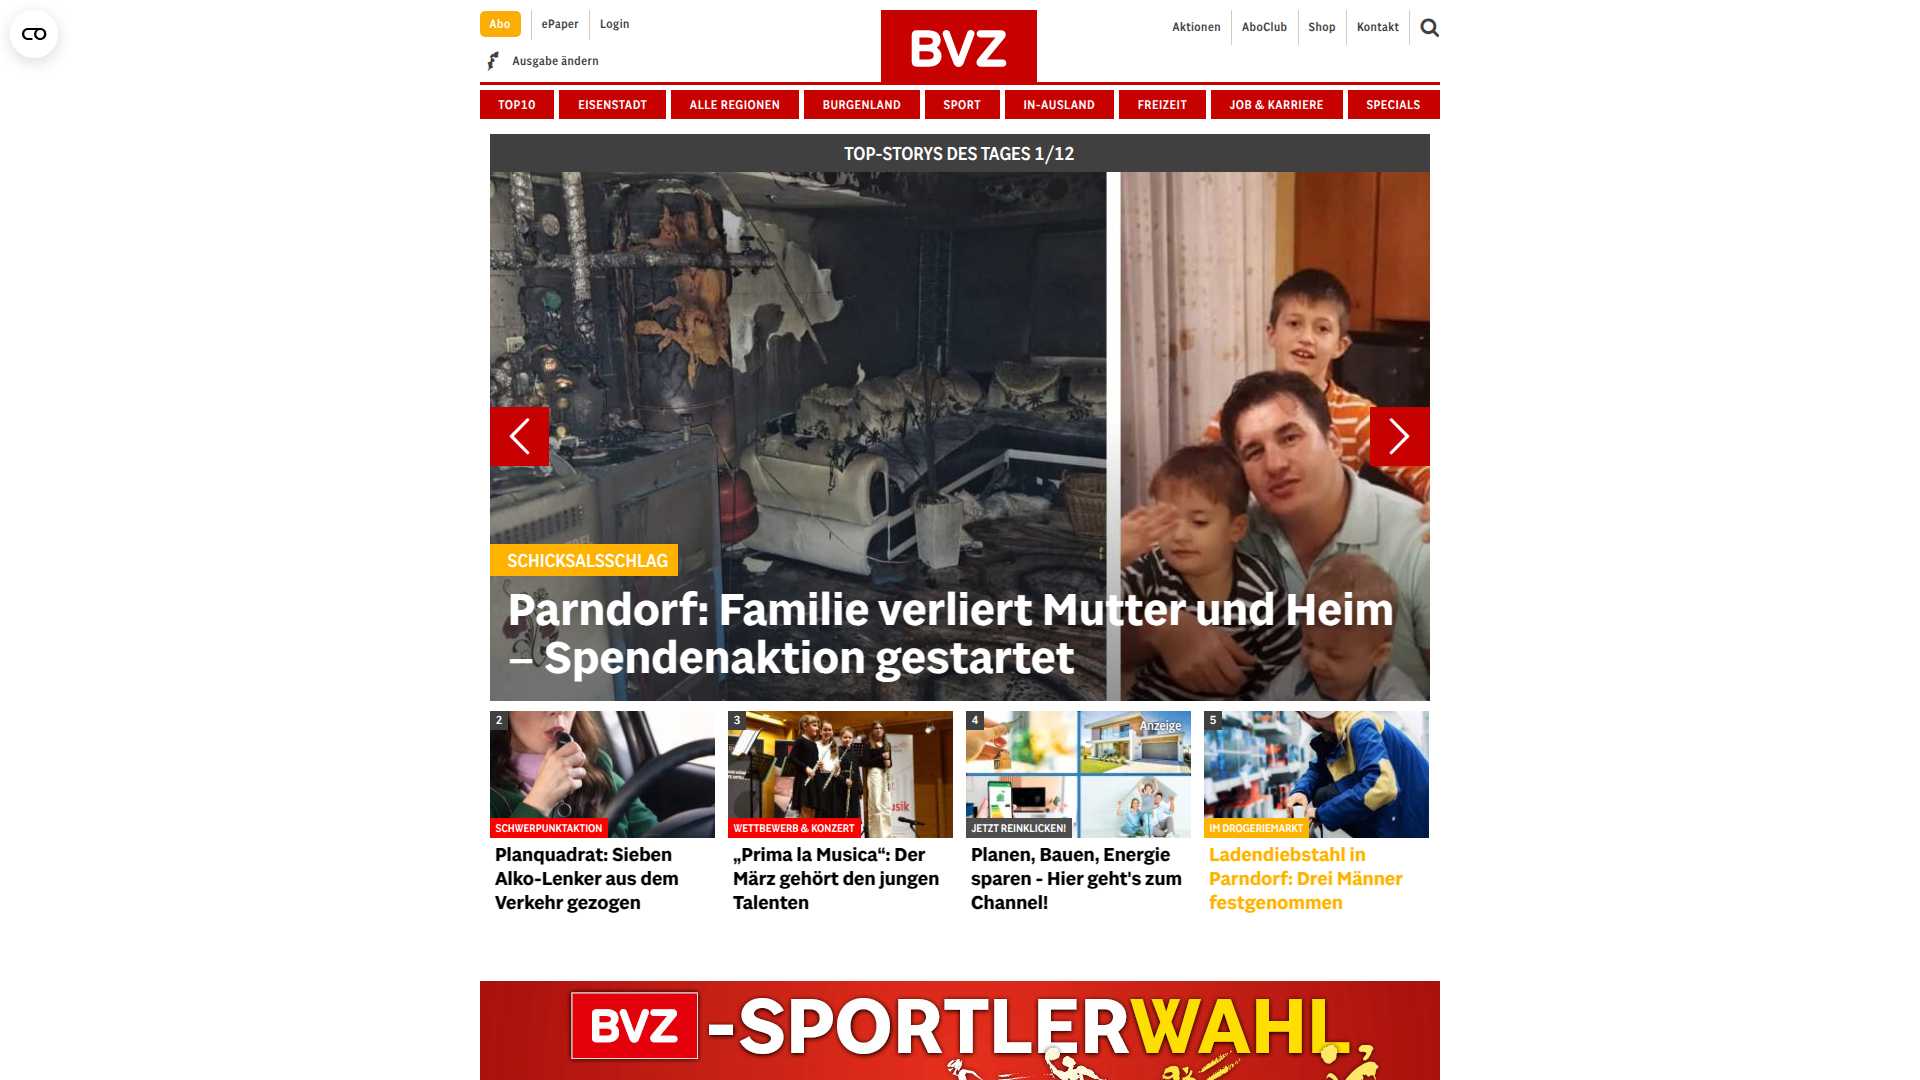 Abo
ePaper
Login
Ausgabe ändern
BVZ
Aktionen
AboClub
Shop
Kontakt
TOP10
EISENSTADT
ALLE REGIONEN
BURGENLAND
SPORT
IN-AUSLAND
FREIZEIT
JOB & KARRIERE
SPECIALS
TOP-STORYS DES TAGES 1/12
SCHICKSALSSCHLAG
Parndorf: Familie verliert Mutter und Heim
– Spendenaktion gestartet
2
SCHWERPUNKTAKTION
Planquadrat: Sieben
Alko-Lenker aus dem
Verkehr gezogen
3
WETTBEWERB & KONZERT
„Prima la Musica“: Der
März gehört den jungen
Talenten
4
Anzeige
JETZT REINKLICKEN!
Planen, Bauen, Energie
sparen - Hier geht's zum
Channel!
5
IM DROGERIEMARKT
Ladendiebstahl in
Parndorf: Drei Männer
festgenommen
BVZ-SPORTLERWAHL